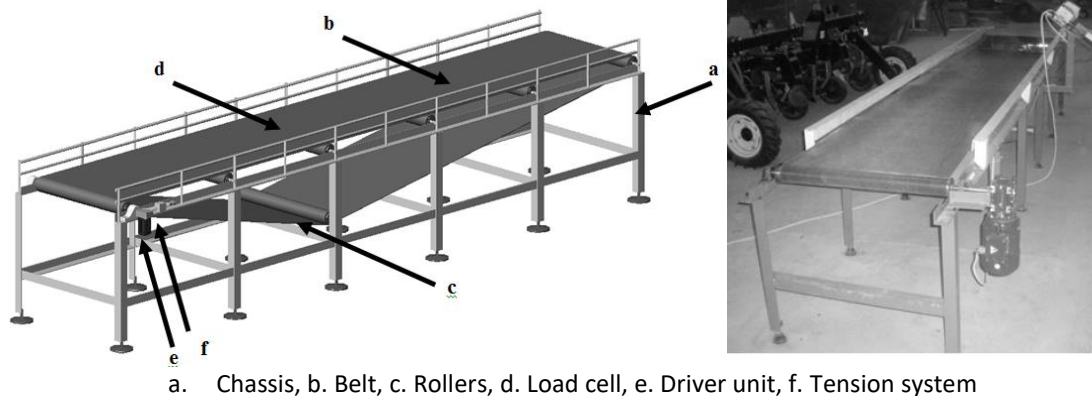 b
d
a
c
e
f
a. Chassis, b. Belt, c. Rollers, d. Load cell, e. Driver unit, f. Tension system